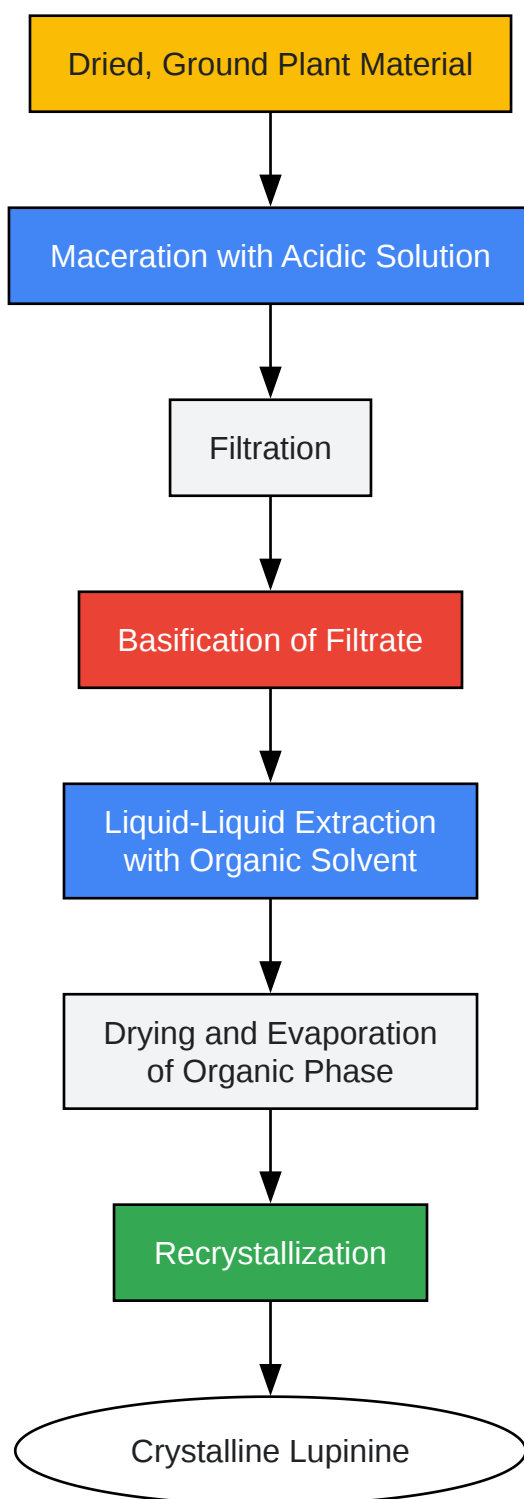 Dried, Ground Plant Material
Maceration with Acidic Solution
Filtration
Basification of Filtrate
Liquid-Liquid Extraction
with Organic Solvent
Drying and Evaporation
of Organic Phase
Recrystallization
Crystalline Lupinine